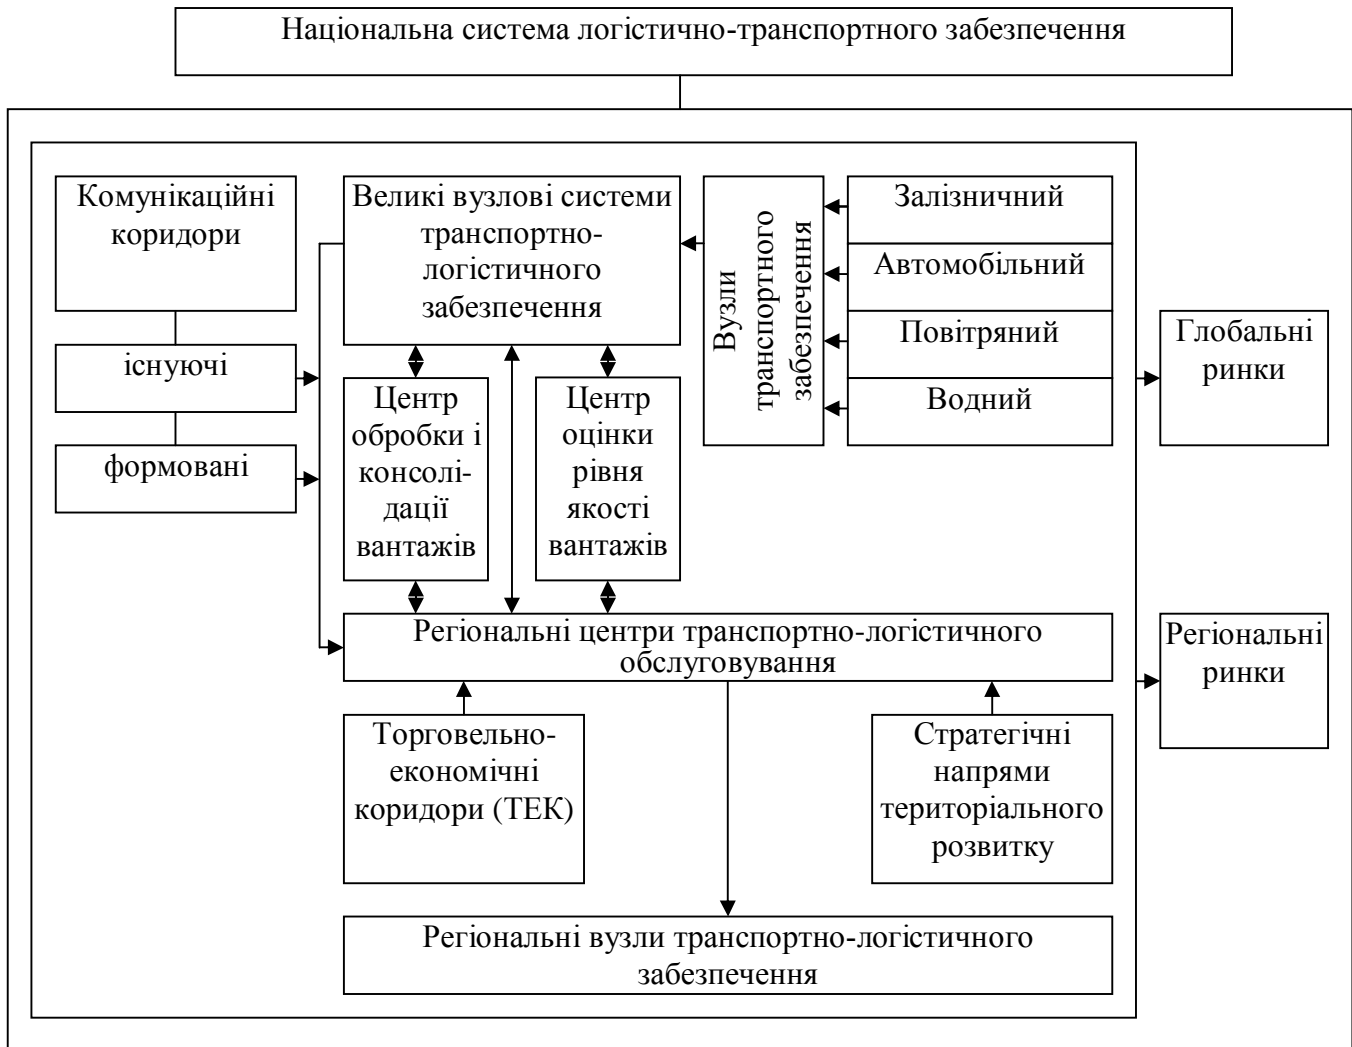 Національна система логістично-транспортного забезпечення
Комунікаційні
коридори
існуючі
формовані
Великі вузлові системи
транспортно-
логістичного
забезпечення
Вузли
транспортного
забезпечення
Залізничний
Автомобільний
Повітряний
Водний
Глобальні
ринки
Центр
обробки і
консолі-
дації
вантажів
Центр
оцінки
рівня
якості
вантажів
Регіональні центри транспортно-логістичного
обслуговування
Регіональні
ринки
Торговельно-
економічні
коридори (ТЕК)
Стратегічні
напрями
територіального
розвитку
Регіональні вузли транспортно-логістичного
забезпечення